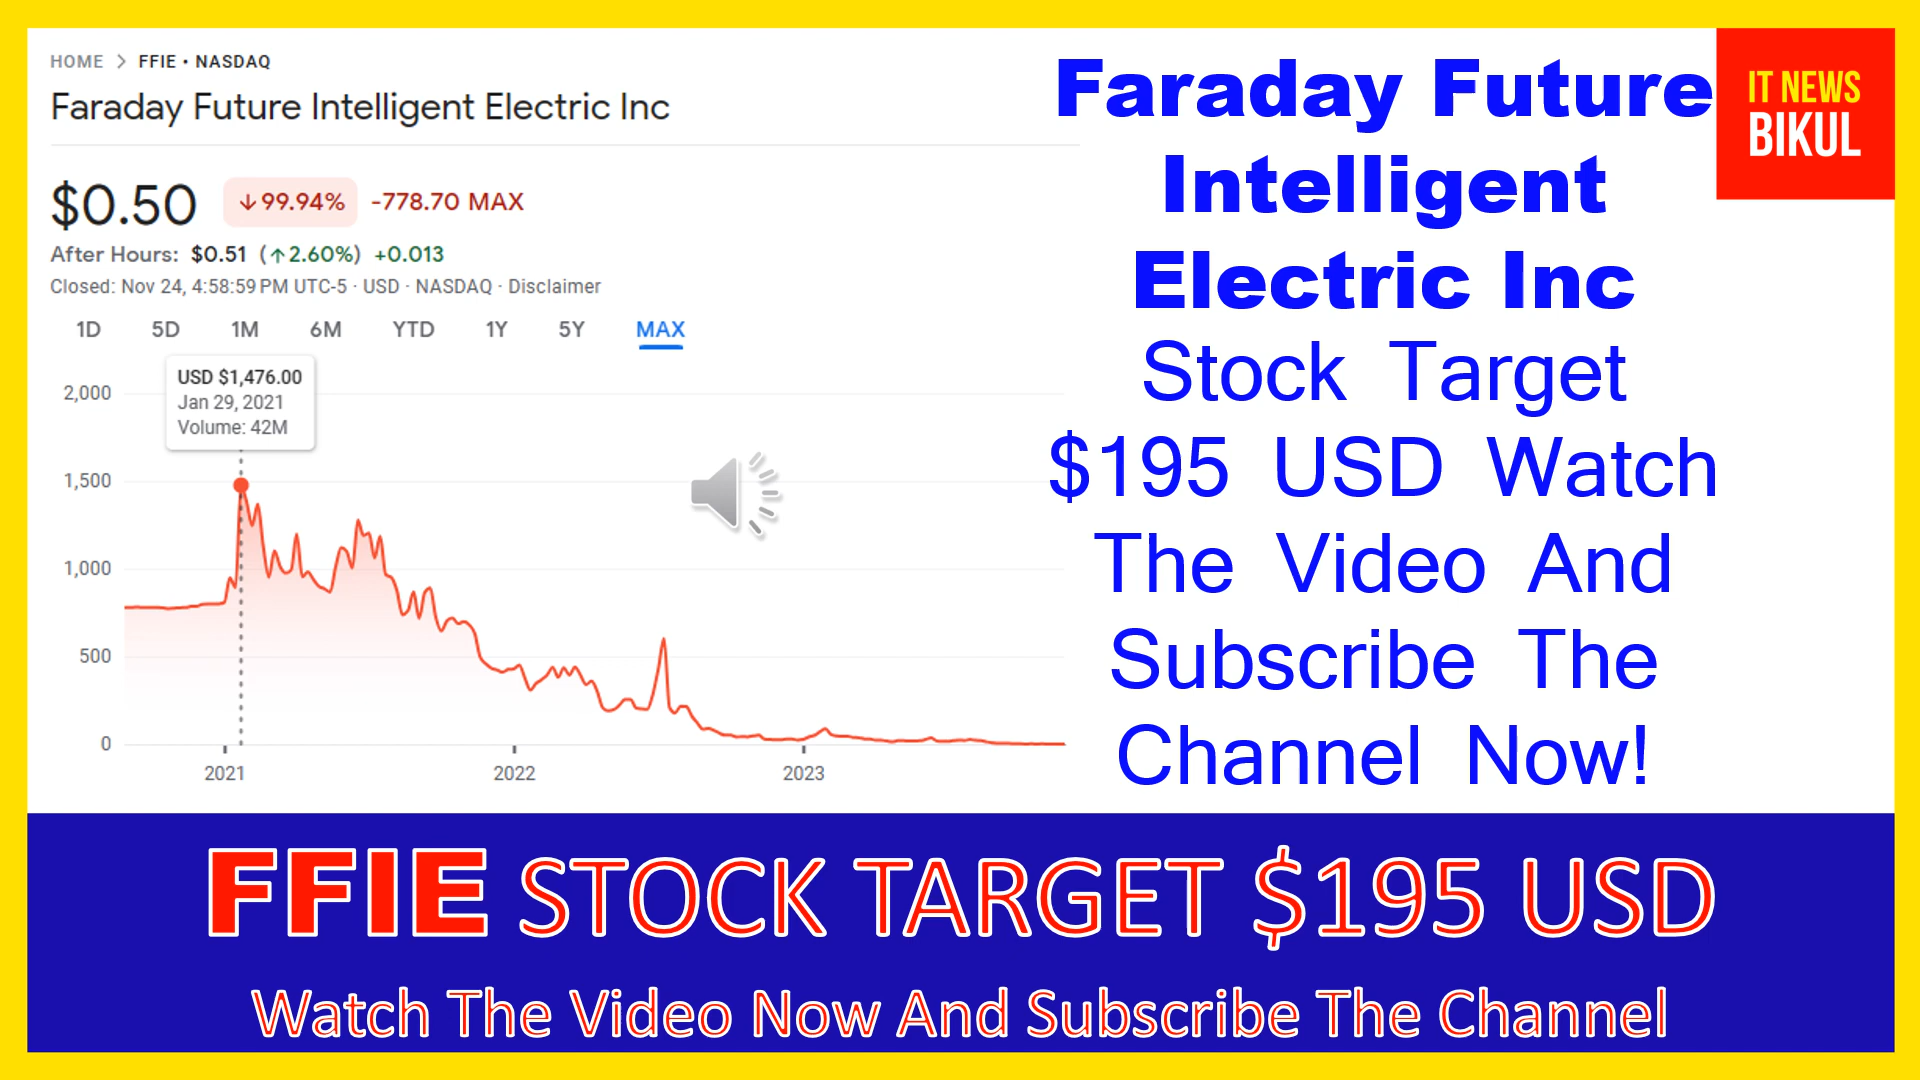 HOME > FFIE • NASDAQ
Faraday Future Intelligent Electric Inc
$0.50 ↓99.94% -778.70 MAX
After Hours: $0.51 (↑2.60%) +0.013
Closed: Nov 24, 4:58:59 PM UTC-5 · USD · NASDAQ · Disclaimer
1D 5D 1M 6M YTD 1Y 5Y MAX
USD $1,476.00
Jan 29, 2021
Volume: 42M
2,000
1,500
1,000
500
0
2021 2022 2023
Faraday Future
Intelligent
Electric Inc
Stock Target
$195 USD Watch
The Video And
Subscribe The
Channel Now!
IT NEWS
BIKUL
FFIE STOCK TARGET $195 USD
Watch The Video Now And Subscribe The Channel